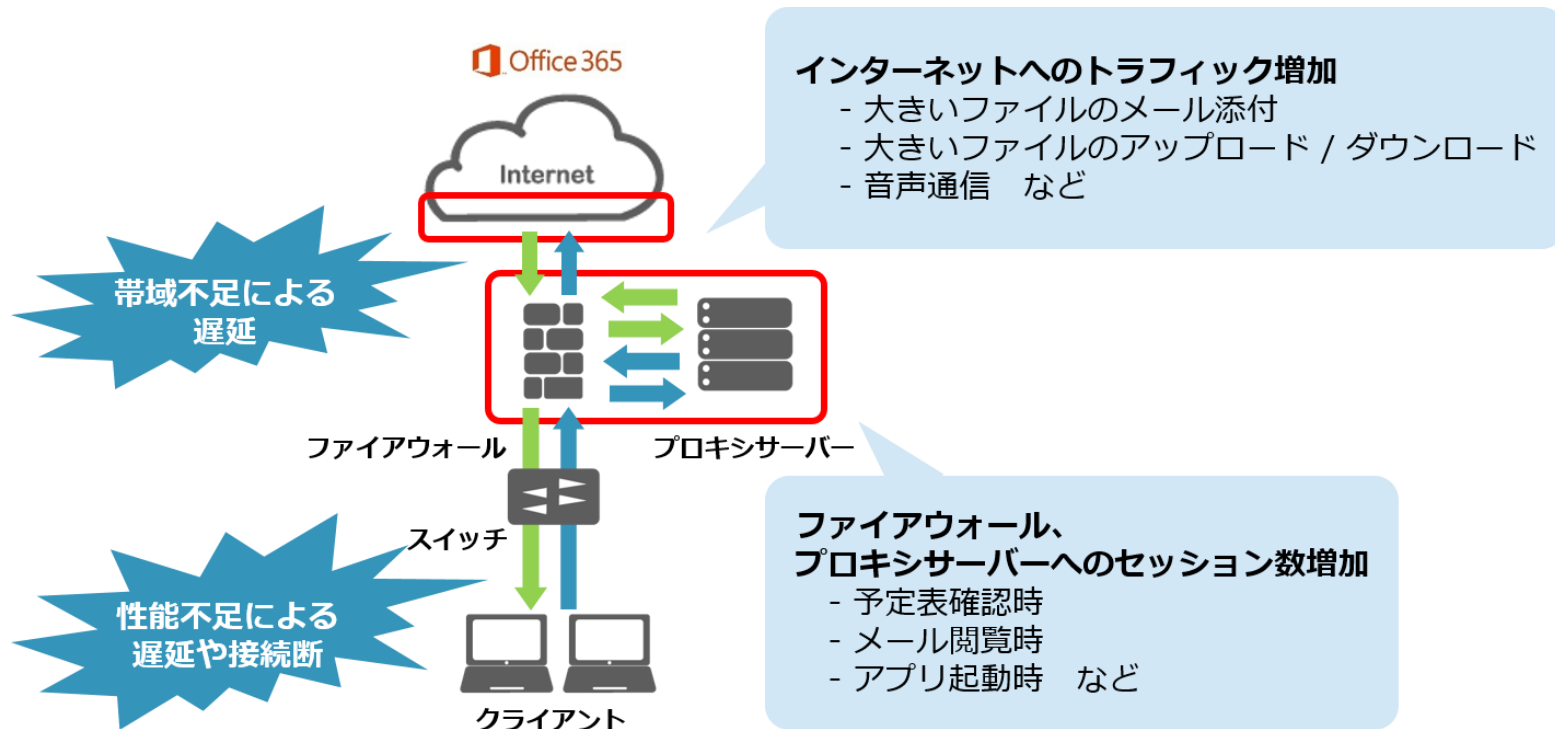 Office 365
Internet
インターネットへのトラフィック増加
- 大きいファイルのメール添付
- 大きいファイルのアップロード / ダウンロード
- 音声通信　など
帯域不足による
遅延
ファイアウォール
プロキシサーバー
スイッチ
性能不足による
遅延や接続断
クライアント
ファイアウォール、
プロキシサーバーへのセッション数増加
- 予定表確認時
- メール閲覧時
- アプリ起動時　など